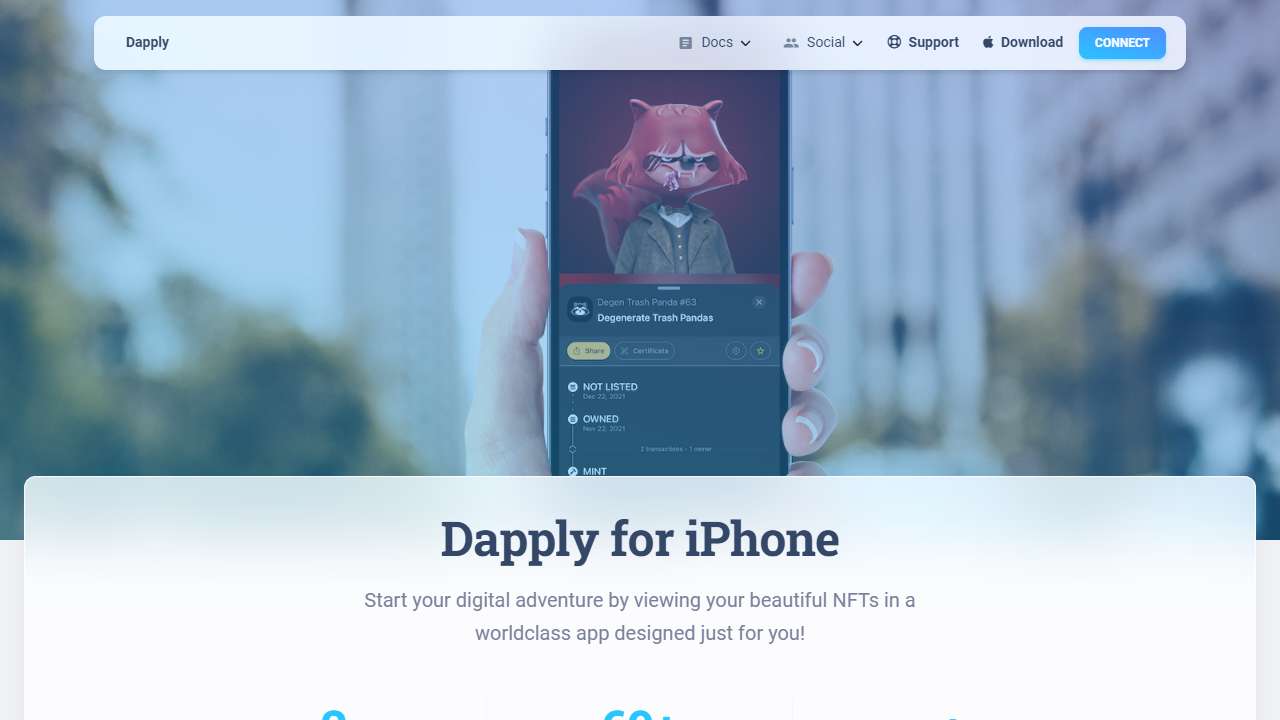 Dapply
Docs
Social
Support
Download
CONNECT
Degen Trash Panda #63
Degenerate Trash Pandas
Share
Certificate
NOT LISTED
Dec 22, 2021
OWNED
Nov 22, 2021
2 transactions - 1 owner
MINT
Dapply for iPhone
Start your digital adventure by viewing your beautiful NFTs in a
worldclass app designed just for you!